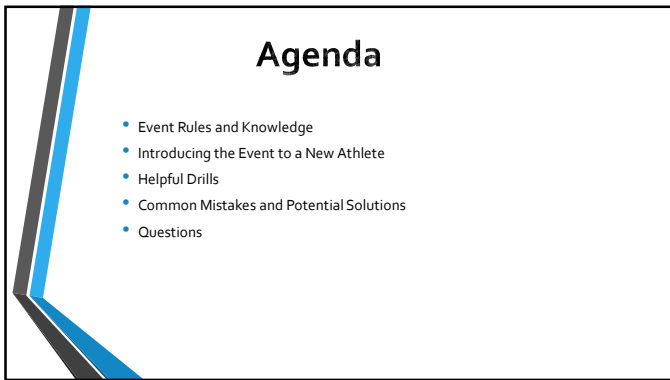 Agenda
• Event Rules and Knowledge
• Introducing the Event to a New Athlete
• Helpful Drills
• Common Mistakes and Potential Solutions
• Questions